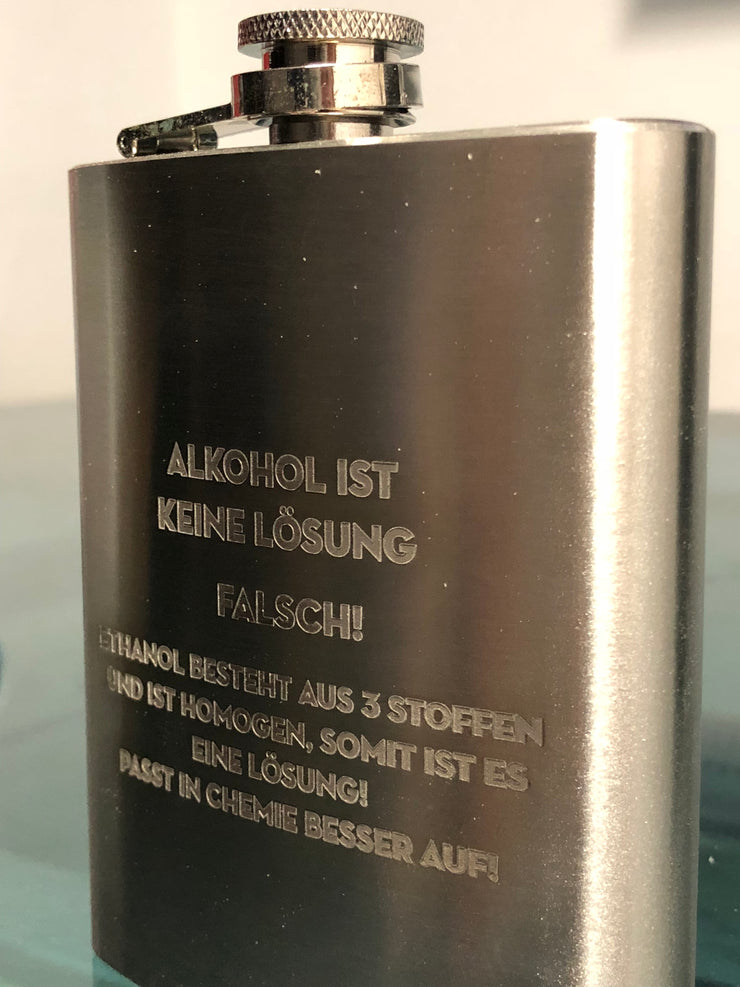 ALKOHOL IST
KEINE LÖSUNG
FALSCH!
ETHANOL BESTEHT AUS 3 STOFFEN
UND IST HOMOGEN, SOMIT IST ES
EINE LÖSUNG!
PASST IN CHEMIE BESSER AUF!